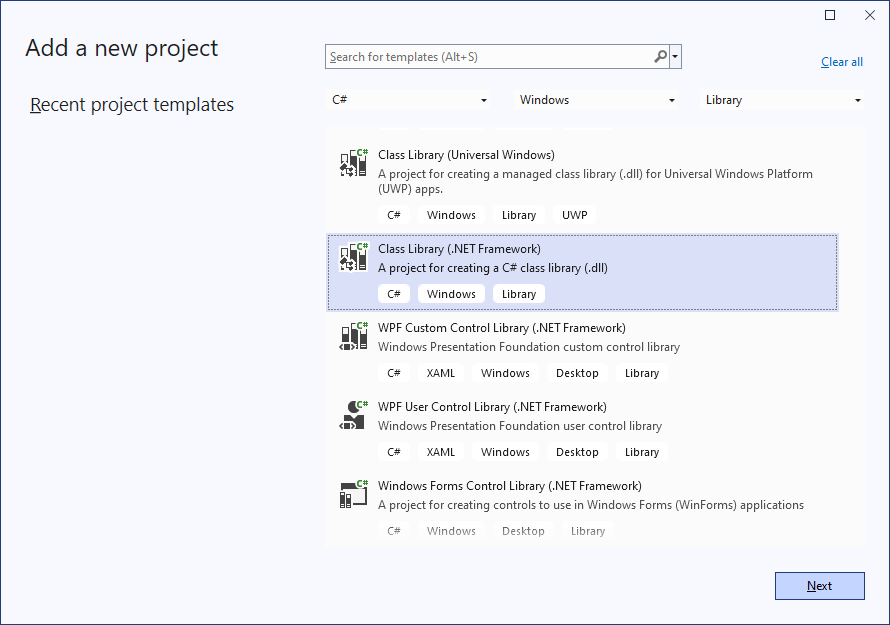 Add a new project
Search for templates (Alt+S)
Clear all
Recent project templates
C#
Windows
Library
C#
Class Library (Universal Windows)
A project for creating a managed class library (.dll) for Universal Windows Platform
(UWP) apps.
C# Windows Library UWP
C#
Class Library (.NET Framework)
A project for creating a C# class library (.dll)
C# Windows Library
C#
WPF Custom Control Library (.NET Framework)
Windows Presentation Foundation custom control library
C# XAML Windows Desktop Library
C#
WPF User Control Library (.NET Framework)
Windows Presentation Foundation user control library
C# XAML Windows Desktop Library
C#
Windows Forms Control Library (.NET Framework)
A project for creating controls to use in Windows Forms (WinForms) applications
C# Windows Desktop Library
Next